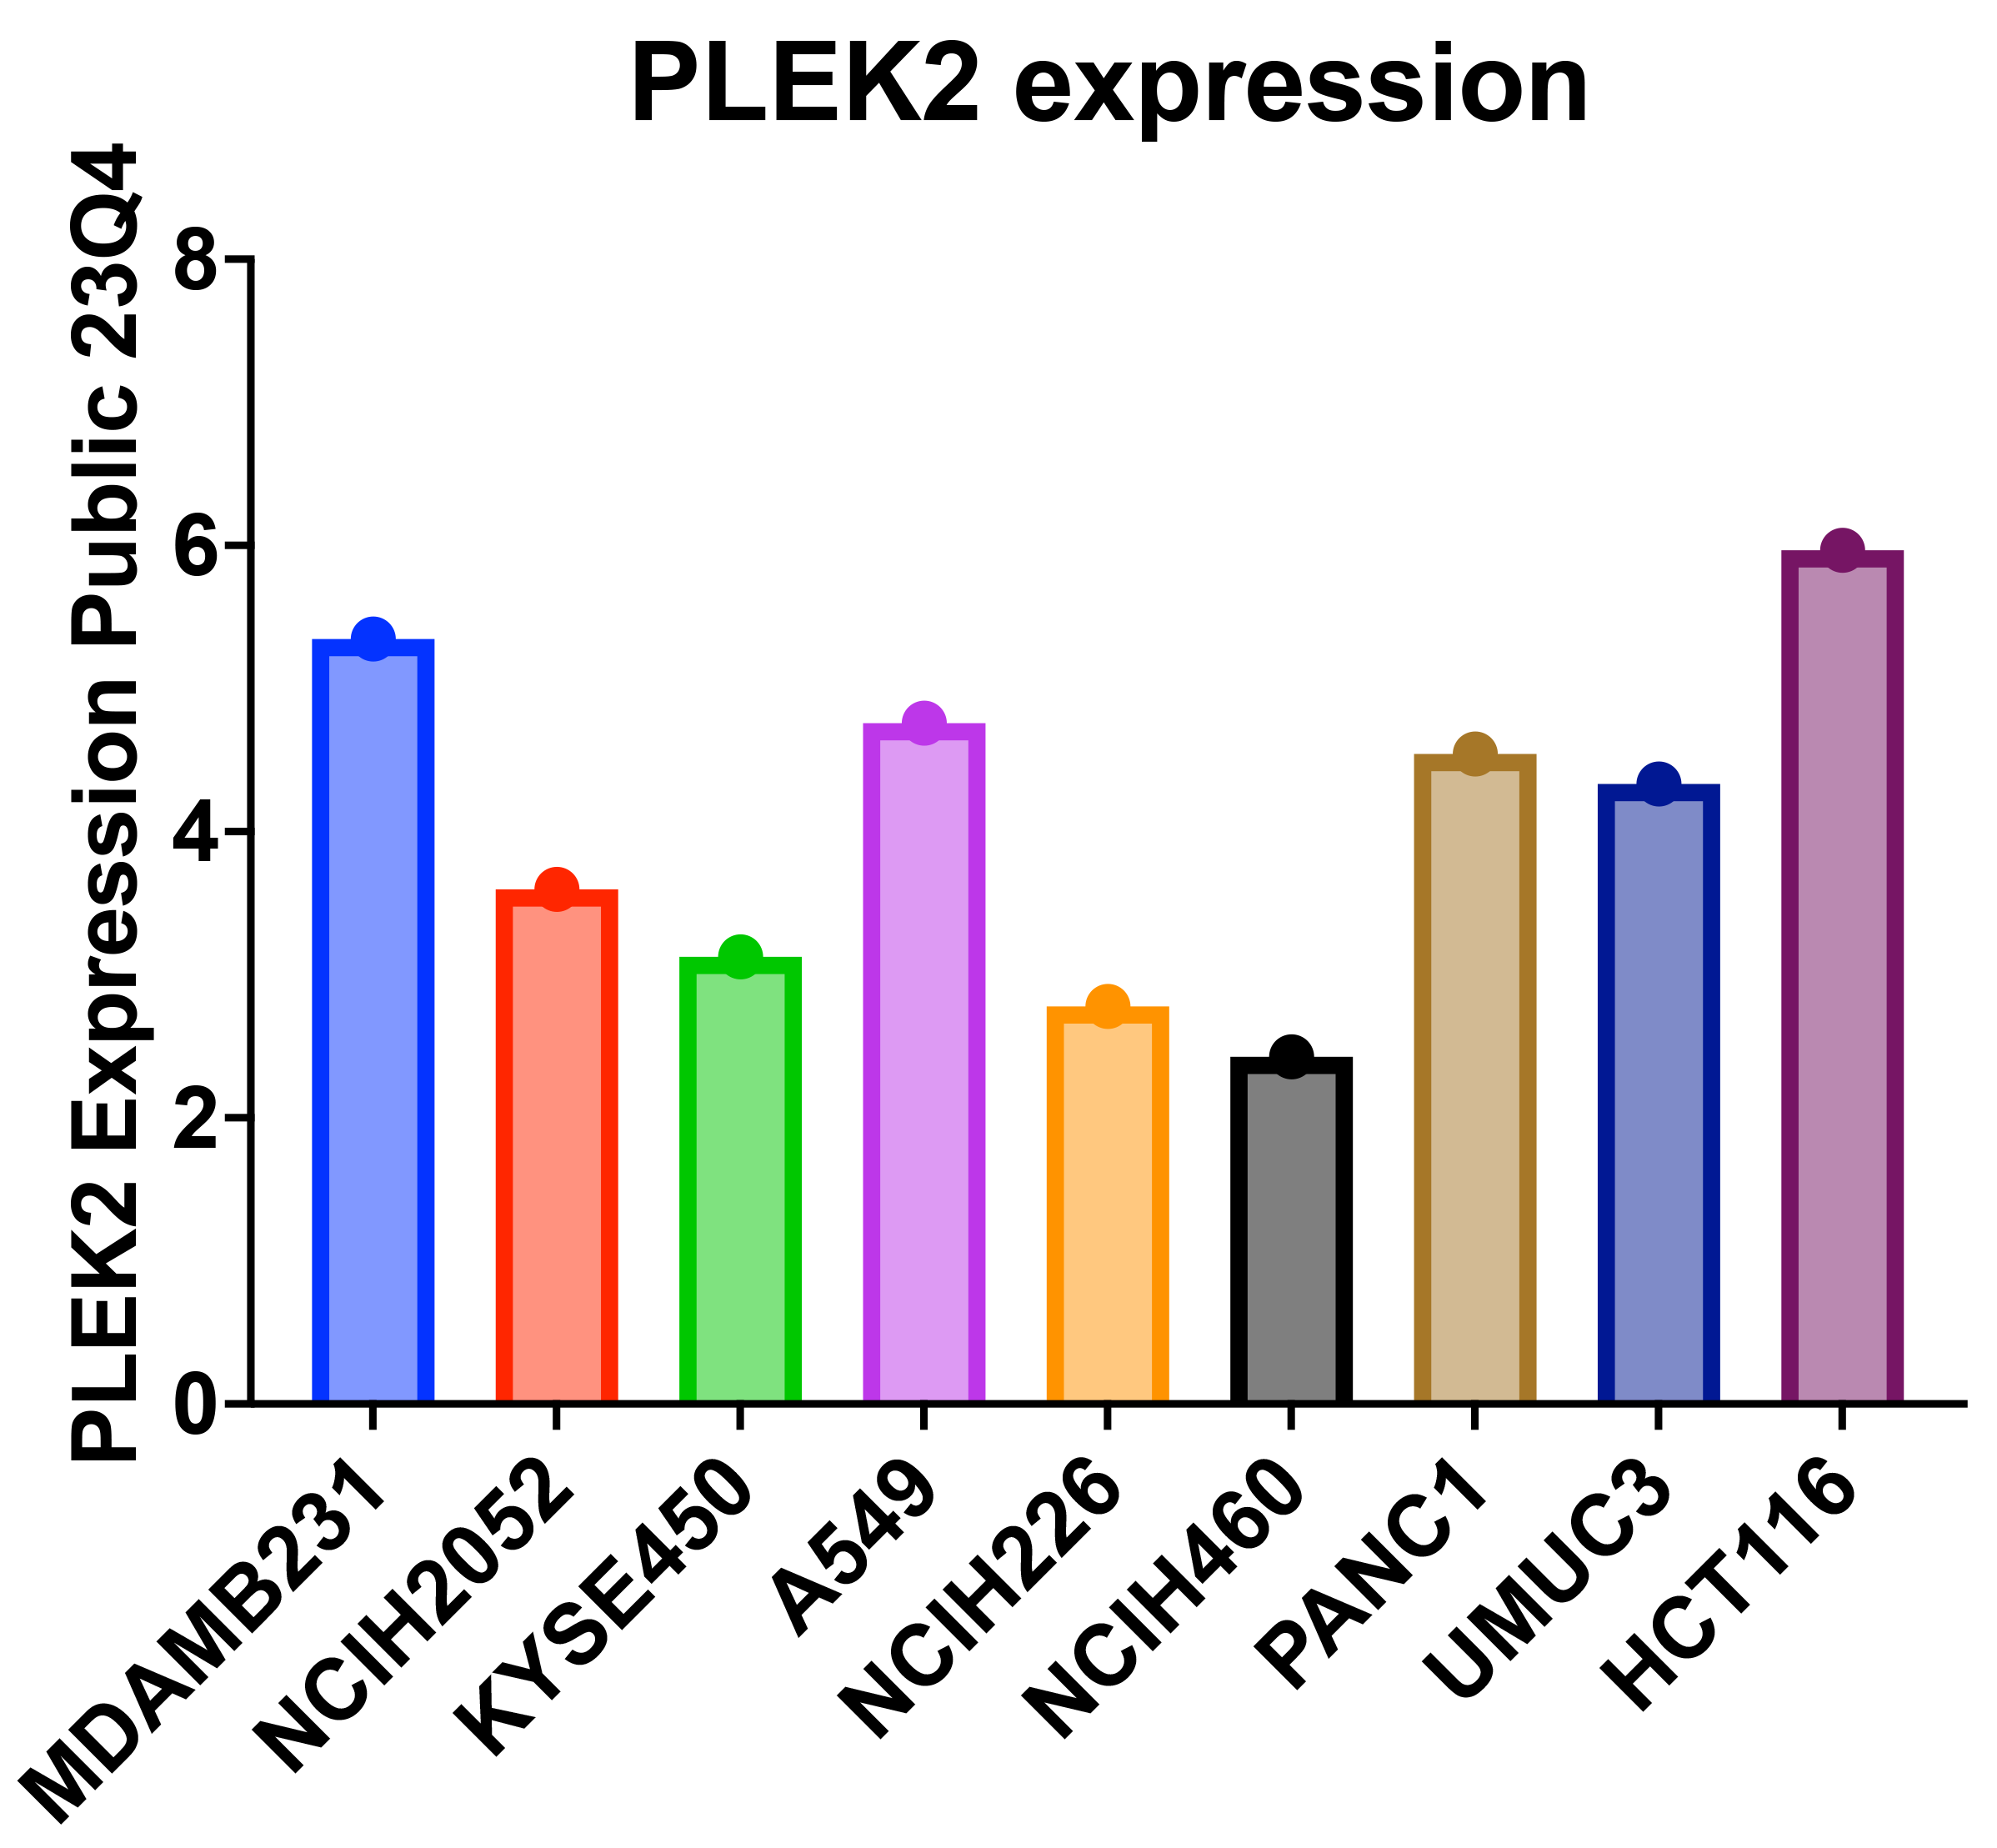 PLEK2 expression
PLEK2 Expression Public 23Q4
8
6
4
2
0
MDAMB231
NCIH2052
KYSE450
A549
NCIH226
NCIH460
PANC1
UMUC3
HCT116